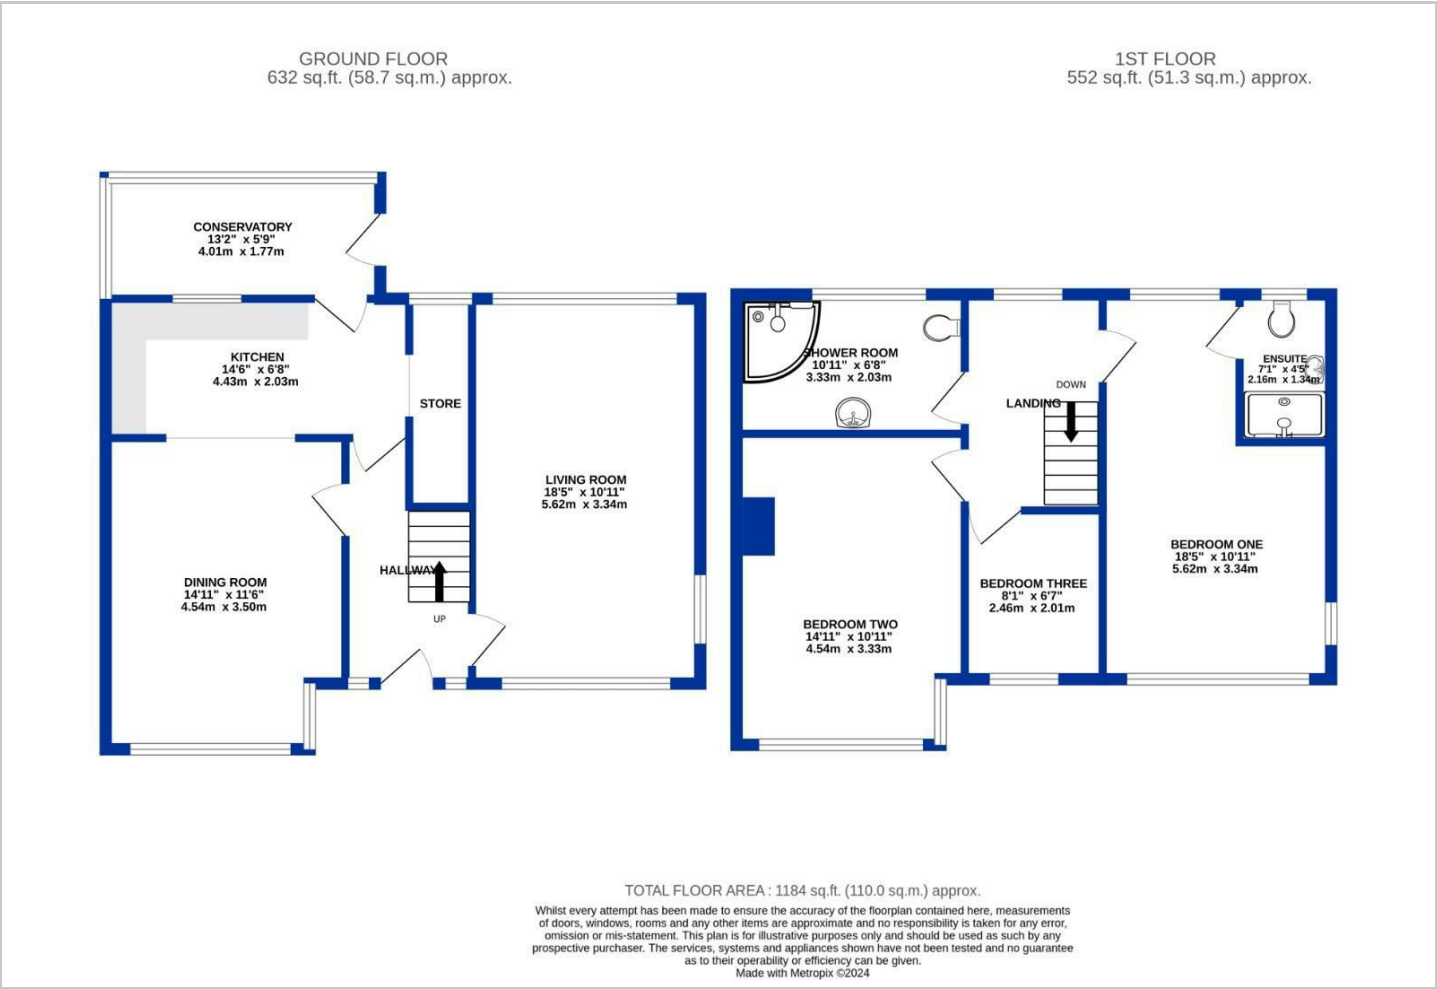 GROUND FLOOR
632 sq.ft. (58.7 sq.m.) approx.
1ST FLOOR
552 sq.ft. (51.3 sq.m.) approx.
CONSERVATORY
13'2" x 5'9"
4.01m x 1.77m
KITCHEN
14'6" x 6'8"
4.43m x 2.03m
STORE
LIVING ROOM
18'5" x 10'11"
5.62m x 3.34m
HALLWAY
UP
DINING ROOM
14'11" x 11'6"
4.54m x 3.50m
SHOWER ROOM
10'11" x 6'8"
3.33m x 2.03m
DOWN
LANDING
ENSUITE
7'1" x 4'5"
2.16m x 1.34m
BEDROOM ONE
18'5" x 10'11"
5.62m x 3.34m
BEDROOM THREE
8'1" x 6'7"
2.46m x 2.01m
BEDROOM TWO
14'11" x 10'11"
4.54m x 3.33m
TOTAL FLOOR AREA : 1184 sq.ft. (110.0 sq.m.) approx.
Whilst every attempt has been made to ensure the accuracy of the floorplan contained here, measurements
of doors, windows, rooms and any other items are approximate and no responsibility is taken for any error,
omission or mis-statement. This plan is for illustrative purposes only and should be used as such by any
prospective purchaser. The services, systems and appliances shown have not been tested and no guarantee
as to their operability or efficiency can be given.
Made with Metropix ©2024